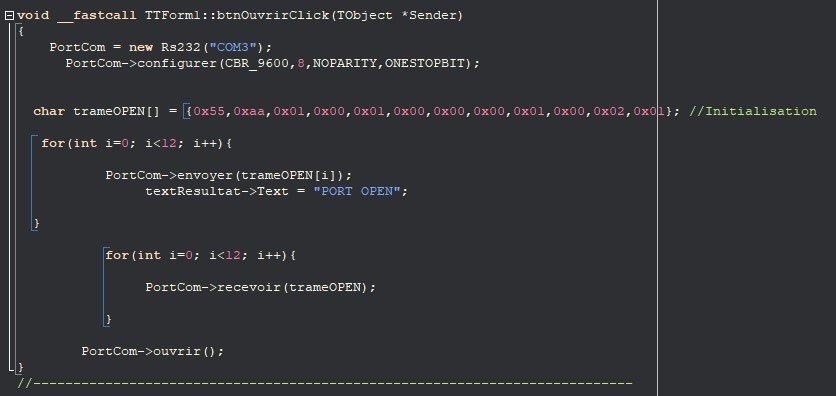 void __fastcall TTForm1::btnOuvrirClick(TObject *Sender)
{
PortCom = new Rs232("COM3");
PortCom->configurer(CBR_9600,8,NOPARITY,ONESTOPBIT);
char trameOPEN[] = {0x55,0xaa,0x01,0x00,0x01,0x00,0x00,0x00,0x01,0x00,0x02,0x01}; //Initialisation
for(int i=0; i<12; i++){
PortCom->envoyer(trameOPEN[i]);
textResultat->Text = "PORT OPEN";
}
for(int i=0; i<12; i++){
PortCom->recevoir(trameOPEN);
}
PortCom->ouvrir();
}
//---------------------------------------------------------------------------